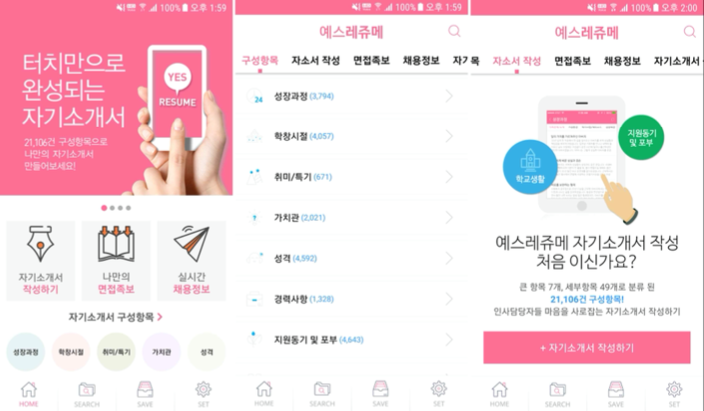 100% 오후 1:59
터치만으로
완성되는
자기소개서
21,106건 구성항목으로
나만의 자기소개서
만들어보세요!
YES
RESUME
자기소개서
작성하기
나만의
면접족보
실시간
채용정보
자기소개서 구성항목 >
성장과정
학창시절
취미/특기
가치관
성격
HOME
SEARCH
SAVE
SET
100% 오후 1:59
예스레쥬메
구성항목 자소서 작성 면접족보 채용정보 자기
24
성장과정 (3,794)
학창시절 (4,057)
취미/특기 (671)
가치관 (2,021)
성격 (4,592)
경력사항 (1,328)
지원동기 및 포부 (4,643)
HOME
SEARCH
SAVE
SET
100% 오후 2:00
예스레쥬메
목 자소서 작성 면접족보 채용정보 자기소개서
학교생활
지원동기
및 포부
예스레쥬메 자기소개서 작성
처음 이신가요?
큰 항목 7개, 세부항목 49개로 분류 된
21,106건 구성항목!
인사담당자들 마음을 사로잡는 자기소개서 작성하기
+ 자기소개서 작성하기
HOME
SEARCH
SAVE
SET